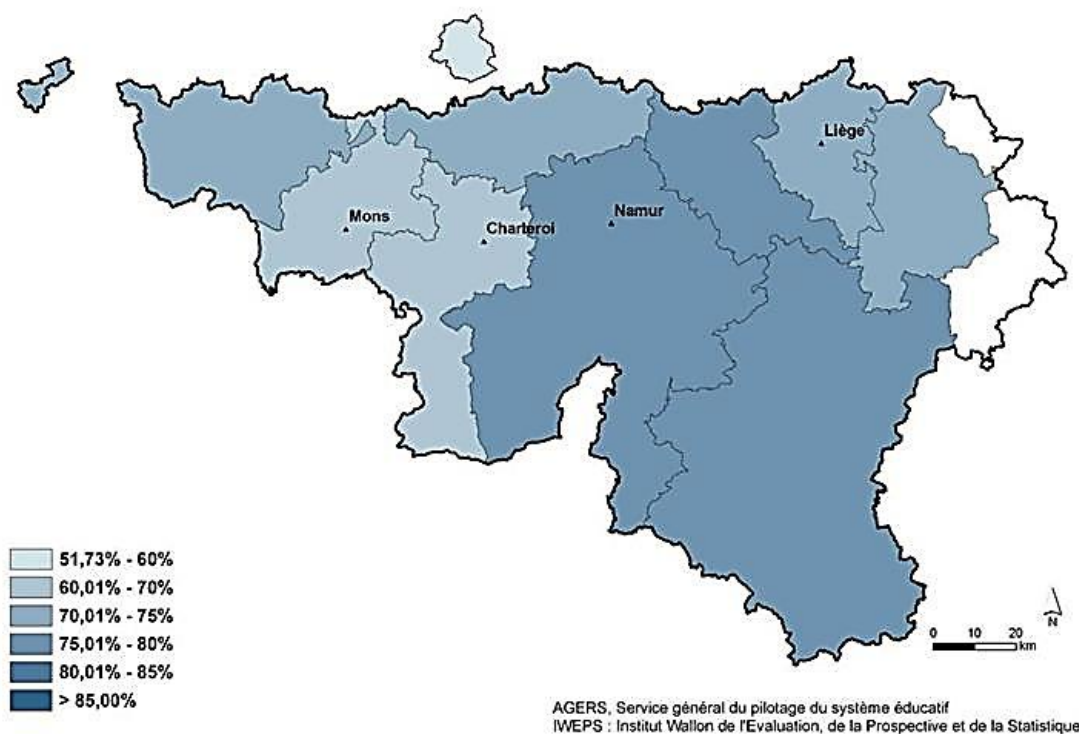 Liège
Mons
Namur
Charleroi
51,73% - 60%
60,01% - 70%
70,01% - 75%
75,01% - 80%
80,01% - 85%
> 85,00%
N
0 10 20
km
AGERS, Service général du pilotage du système éducatif
IWEPS : Institut Wallon de l'Evaluation, de la Prospective et de la Statistique